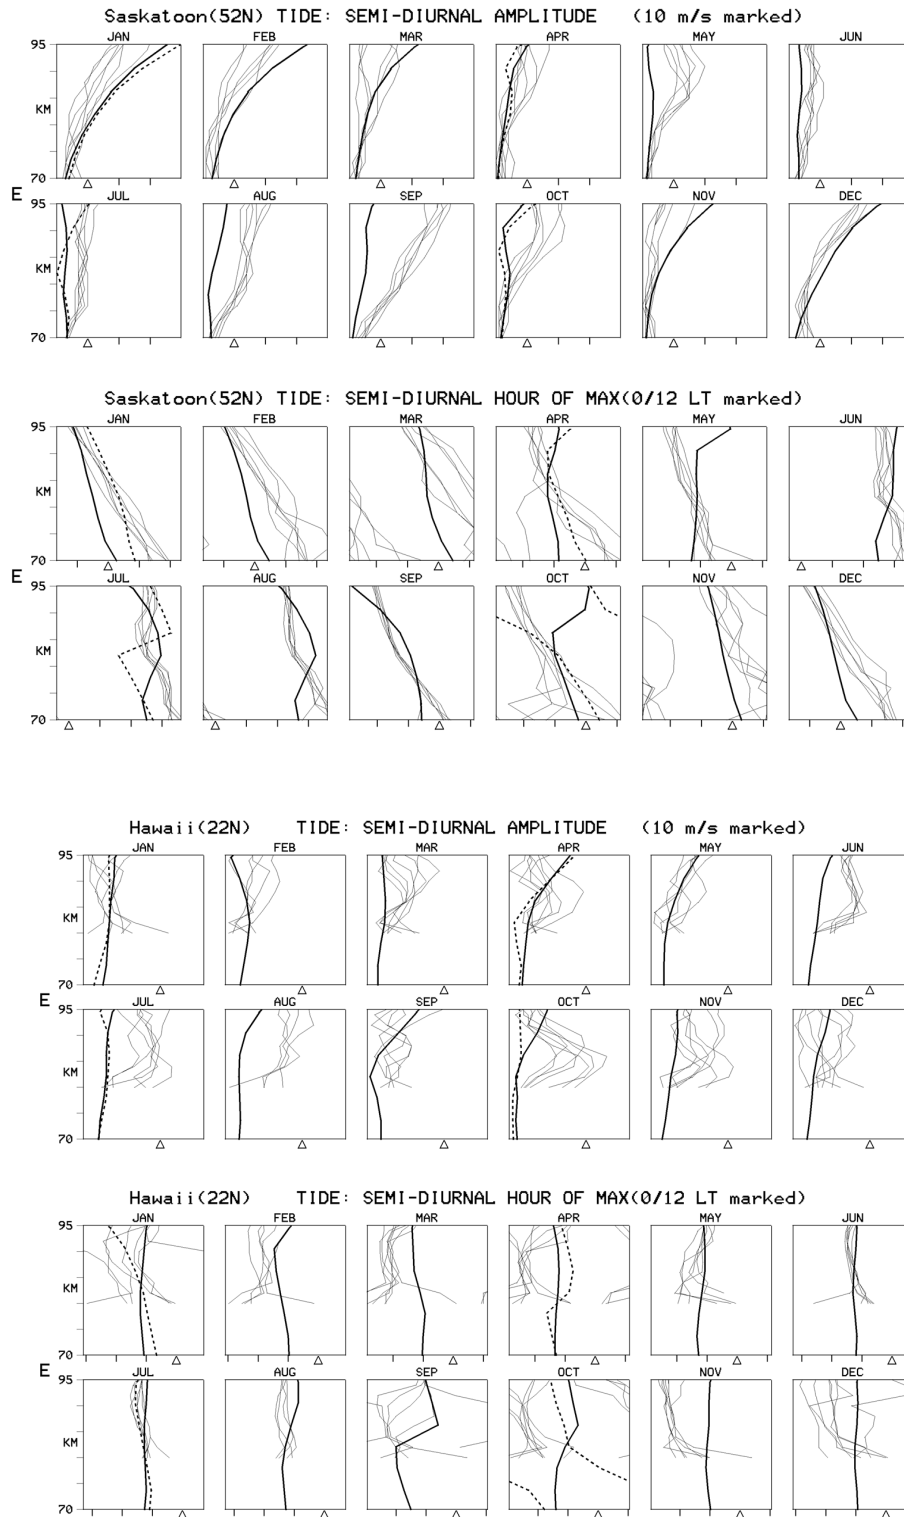 Saskatoon(52N) TIDE: SEMI-DIURNAL AMPLITUDE (10 m/s marked)
JAN FEB MAR APR MAY JUN
95
KM
70
E
JUL AUG SEP OCT NOV DEC
95
KM
70
Saskatoon(52N) TIDE: SEMI-DIURNAL HOUR OF MAX(0/12 LT marked)
JAN FEB MAR APR MAY JUN
95
KM
70
E
JUL AUG SEP OCT NOV DEC
95
KM
70
Hawaii(22N) TIDE: SEMI-DIURNAL AMPLITUDE (10 m/s marked)
JAN FEB MAR APR MAY JUN
95
KM
70
E
JUL AUG SEP OCT NOV DEC
95
KM
70
Hawaii(22N) TIDE: SEMI-DIURNAL HOUR OF MAX(0/12 LT marked)
JAN FEB MAR APR MAY JUN
95
KM
70
E
JUL AUG SEP OCT NOV DEC
95
KM
70